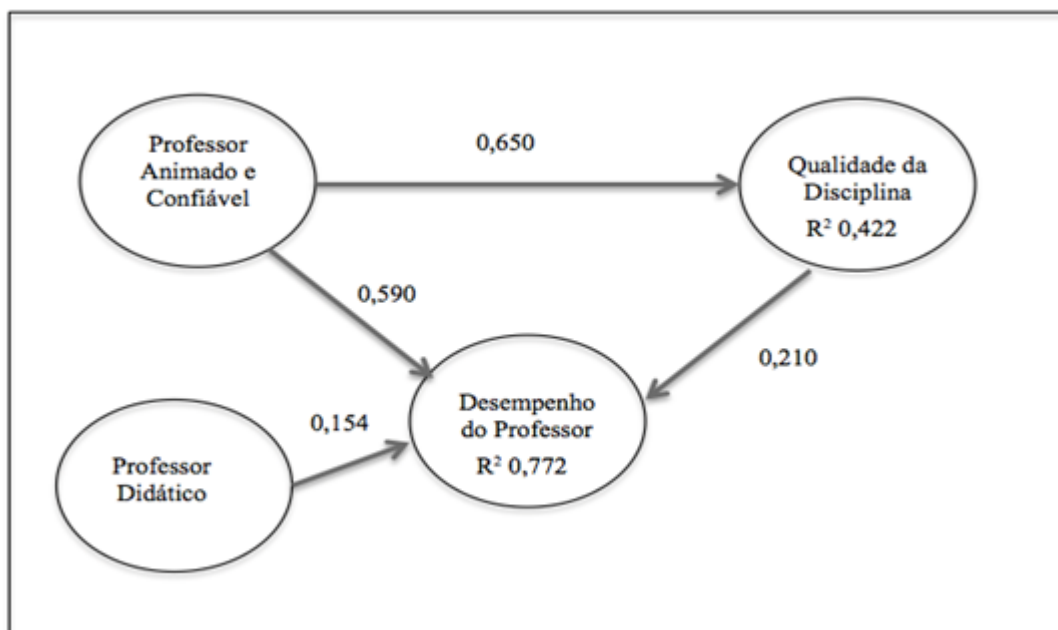 Professor
Animado e
Confiável
0,650
Qualidade da
Disciplina
R² 0,422
0,590
0,210
Desempenho
do Professor
R² 0,772
0,154
Professor
Didático